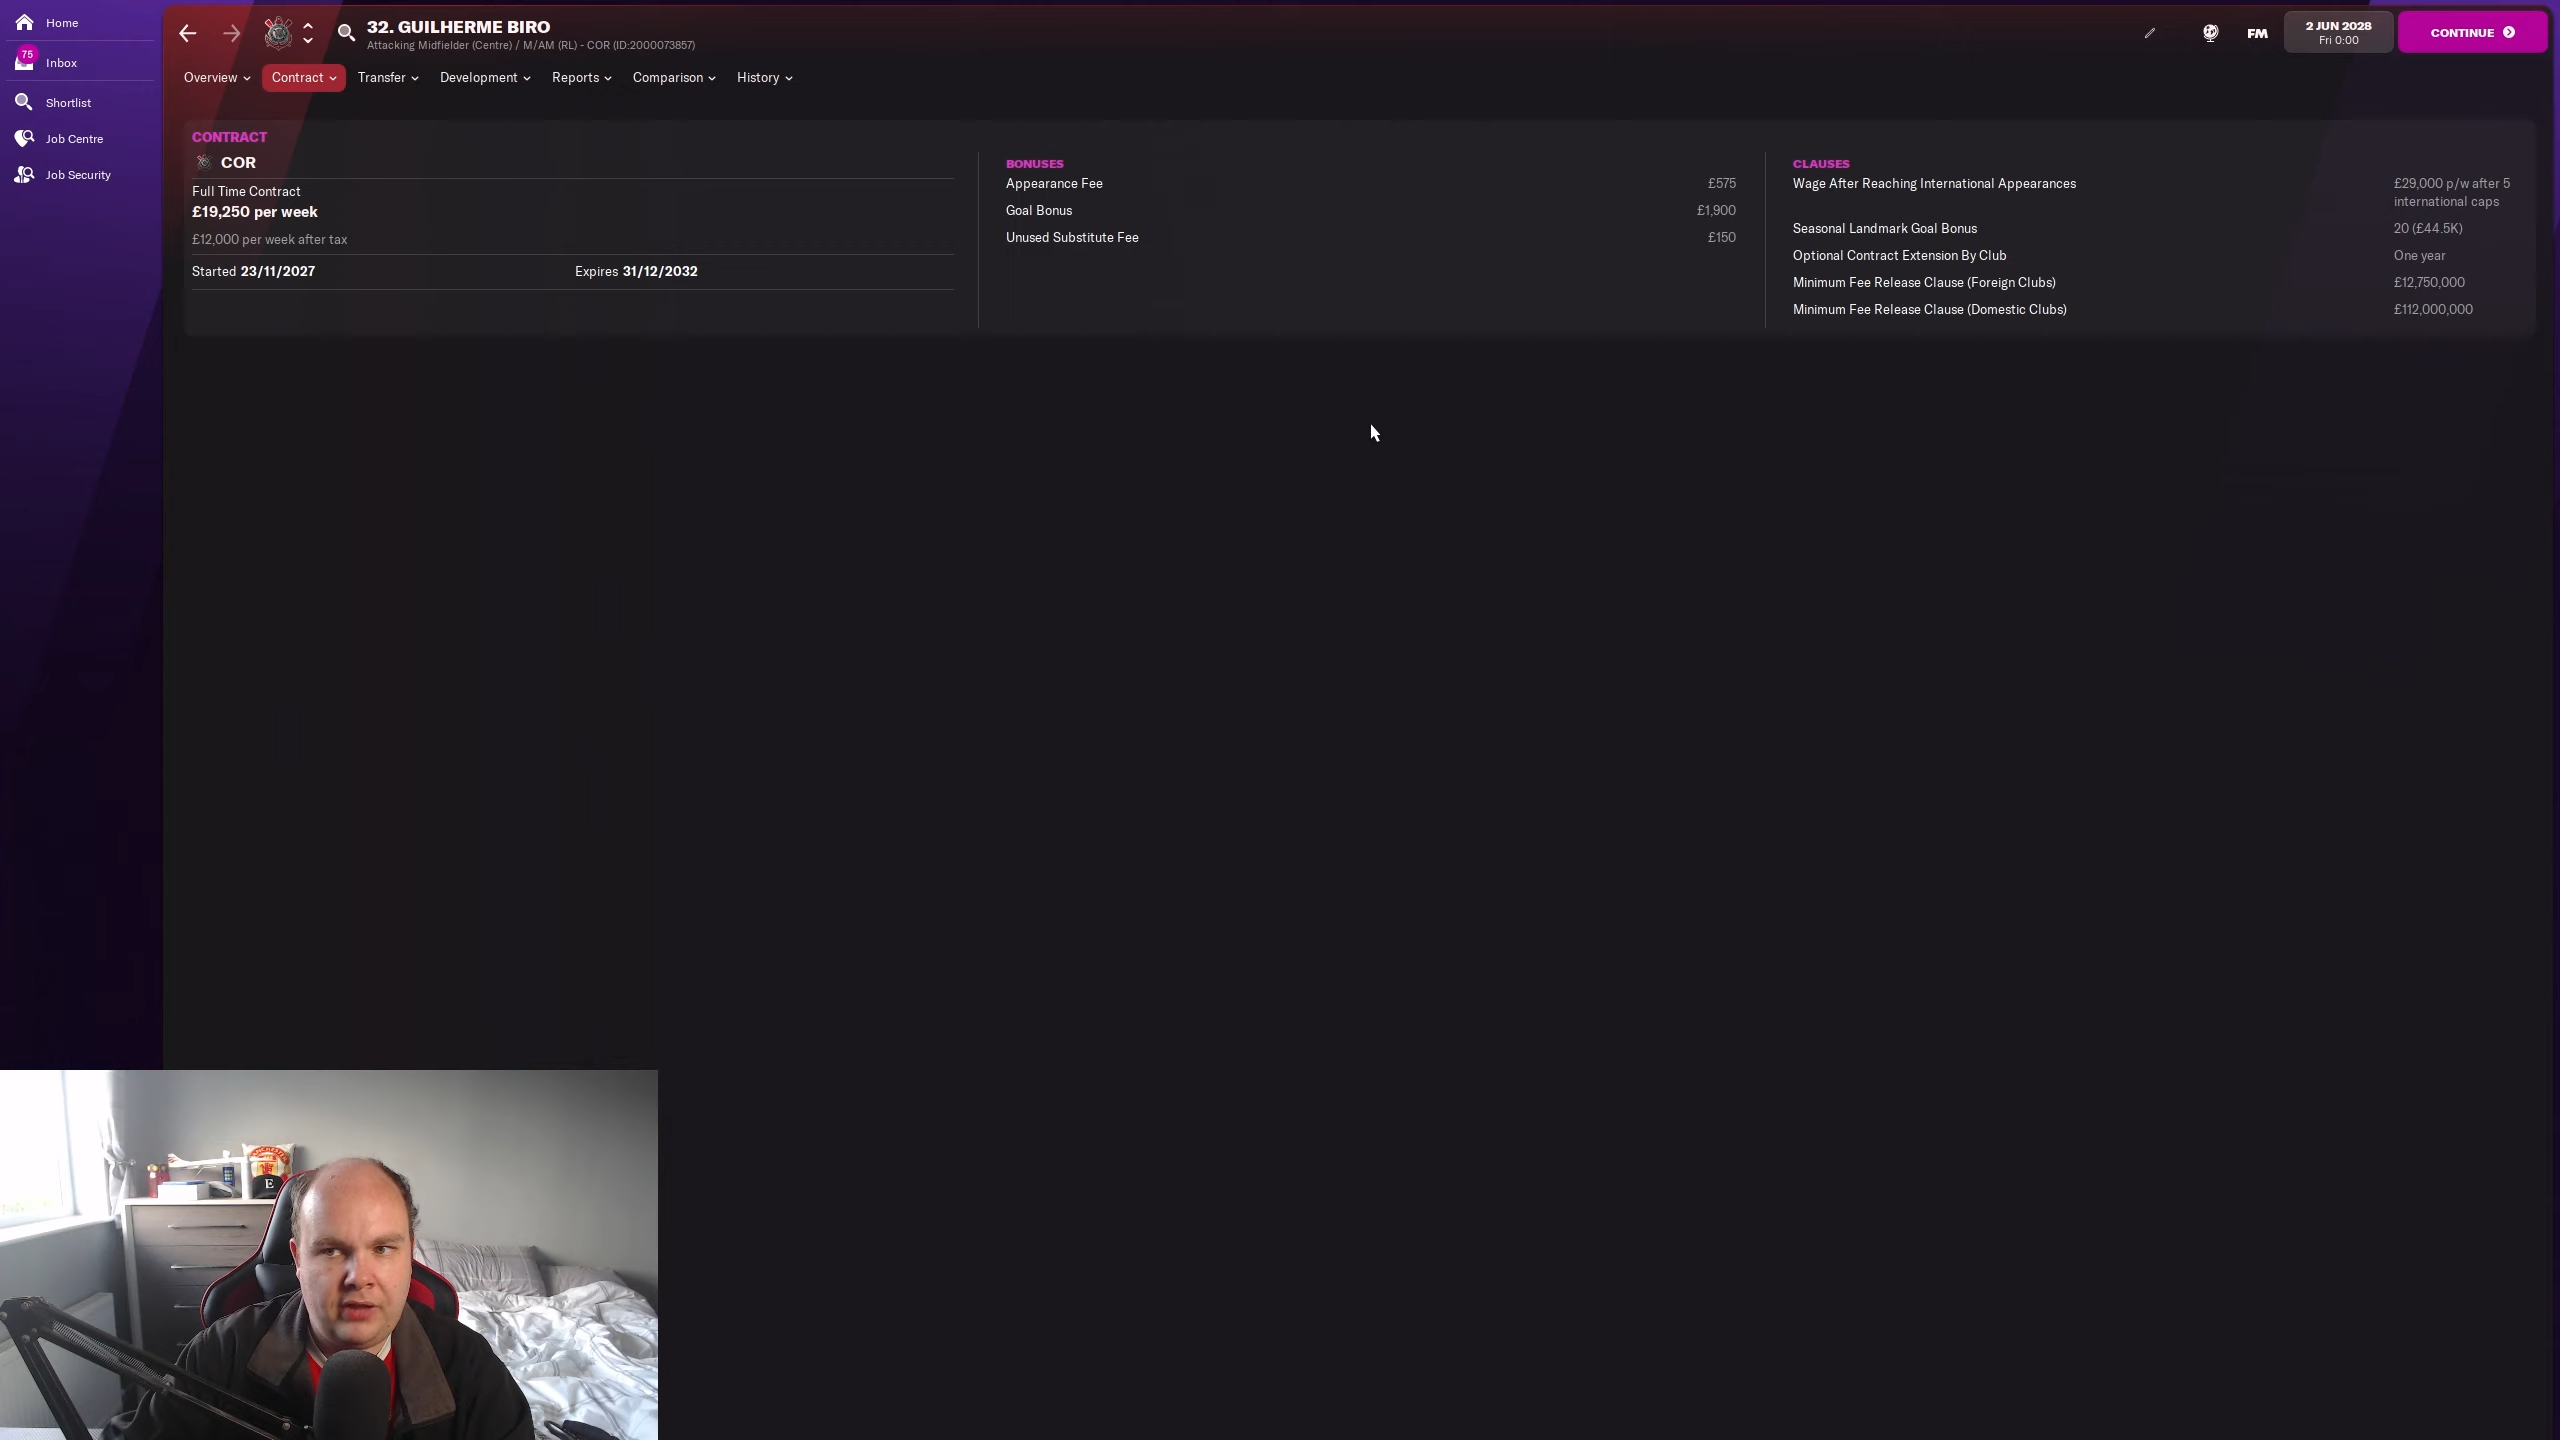 Home
75
Inbox
Shortlist
Job Centre
Job Security
32. GUILHERME BIRO
Attacking Midfielder (Centre) / M/AM (RL) - COR (ID:2000073857)
FM
2 JUN 2028
Fri 0:00
CONTINUE
Overview
Contract
Transfer
Development
Reports
Comparison
History
CONTRACT
COR
Full Time Contract
£19,250 per week
£12,000 per week after tax
Started 23/11/2027
Expires 31/12/2032
BONUSES
Appearance Fee £575
Goal Bonus £1,900
Unused Substitute Fee £150
CLAUSES
Wage After Reaching International Appearances £29,000 p/w after 5
international caps
Seasonal Landmark Goal Bonus 20 (£44.5K)
Optional Contract Extension By Club One year
Minimum Fee Release Clause (Foreign Clubs) £12,750,000
Minimum Fee Release Clause (Domestic Clubs) £112,000,000
E